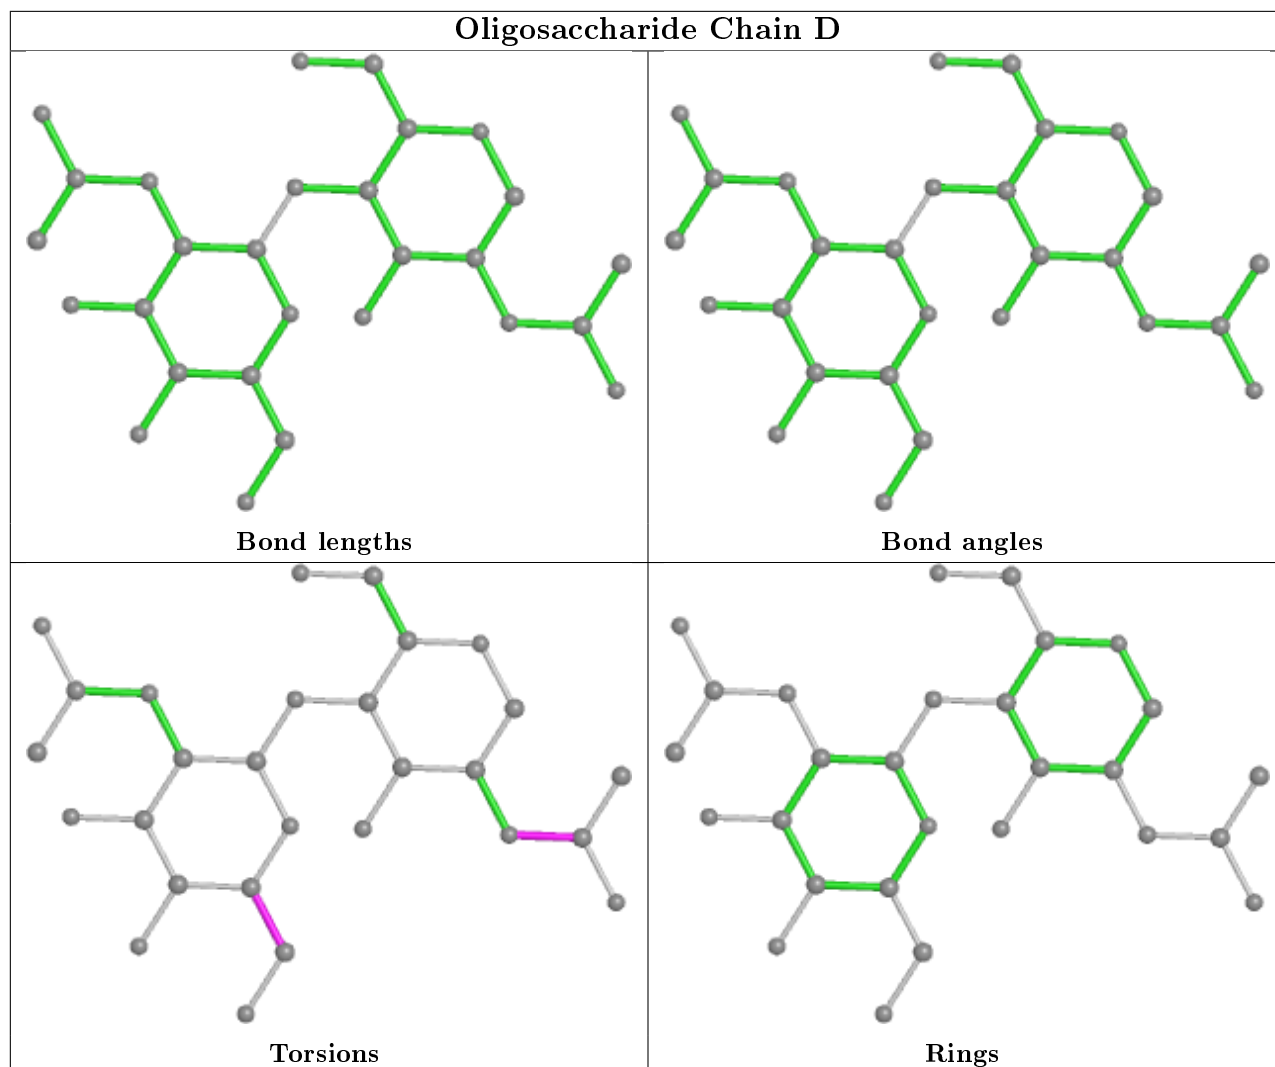 Oligosaccharide Chain D
Bond lengths
Bond angles
Torsions
Rings